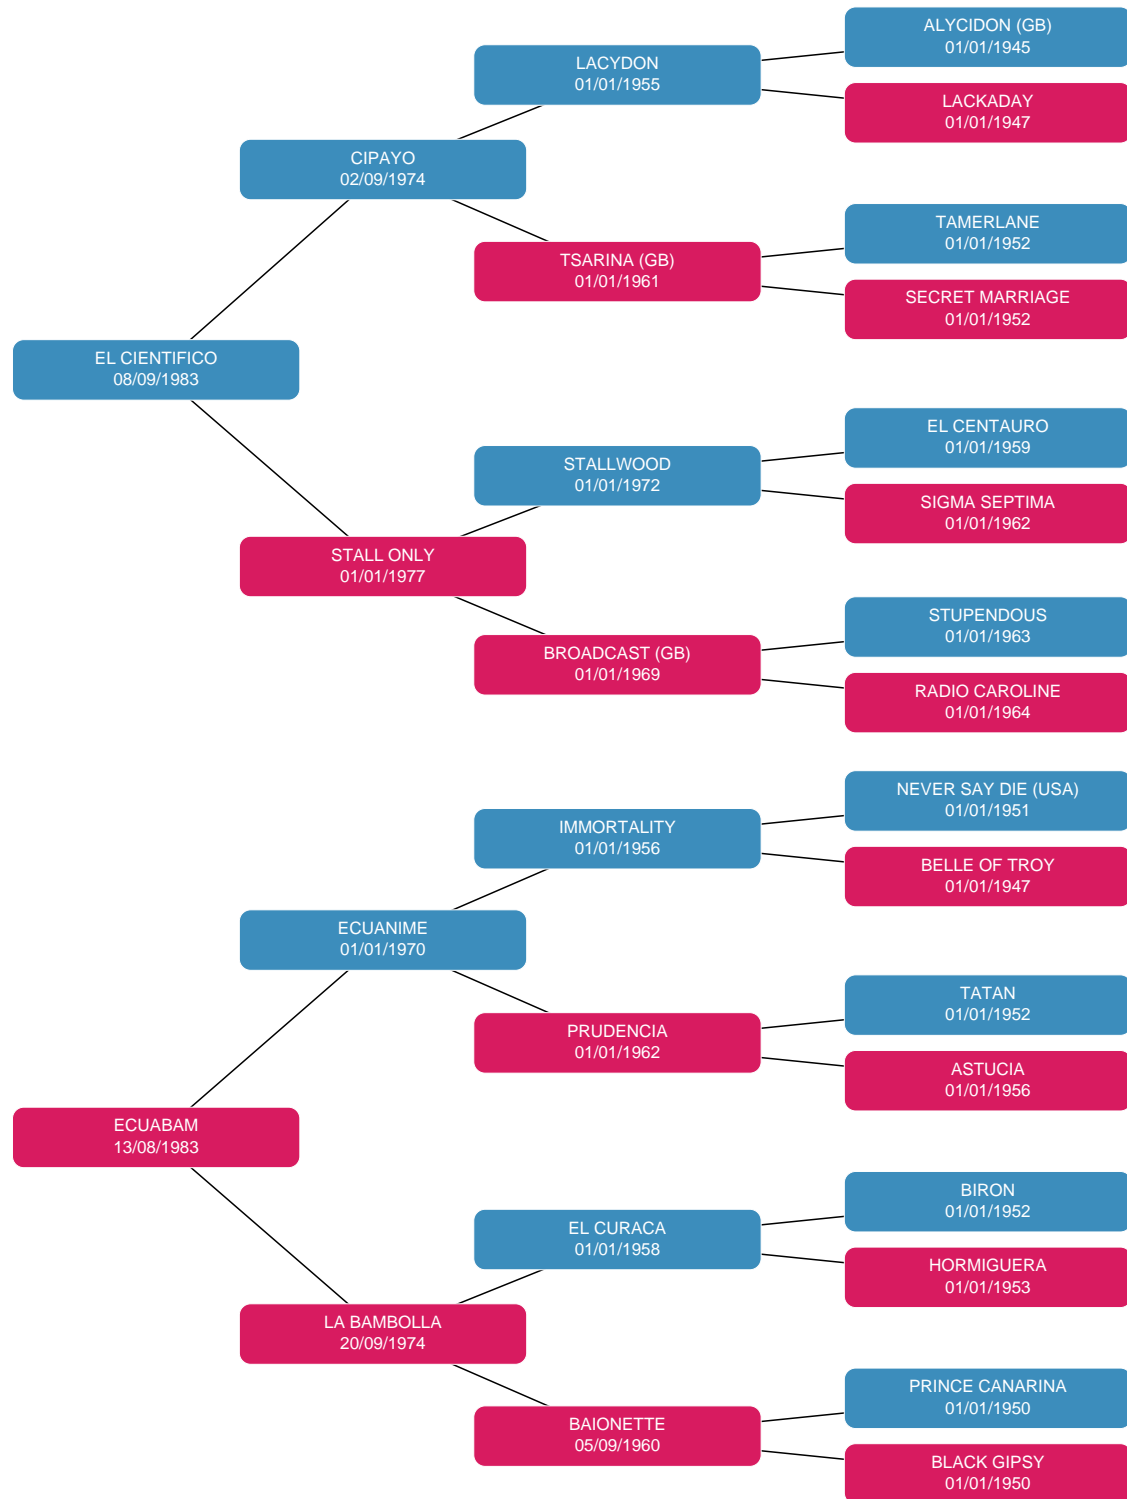 ALYCIDON (GB)
01/01/1945
LACYDON
01/01/1955
LACKADAY
01/01/1947
CIPAYO
02/09/1974
TAMERLANE
01/01/1952
TSARINA (GB)
01/01/1961
SECRET MARRIAGE
01/01/1952
EL CIENTIFICO
08/09/1983
EL CENTAURO
01/01/1959
STALLWOOD
01/01/1972
SIGMA SEPTIMA
01/01/1962
STALL ONLY
01/01/1977
STUPENDOUS
01/01/1963
BROADCAST (GB)
01/01/1969
RADIO CAROLINE
01/01/1964
NEVER SAY DIE (USA)
01/01/1951
IMMORTALITY
01/01/1956
BELLE OF TROY
01/01/1947
ECUANIME
01/01/1970
TATAN
01/01/1952
PRUDENCIA
01/01/1962
ASTUCIA
01/01/1956
ECUABAM
13/08/1983
BIRON
01/01/1952
EL CURACA
01/01/1958
HORMIGUERA
01/01/1953
LA BAMBOLLA
20/09/1974
PRINCE CANARINA
01/01/1950
BAIONETTE
05/09/1960
BLACK GIPSY
01/01/1950